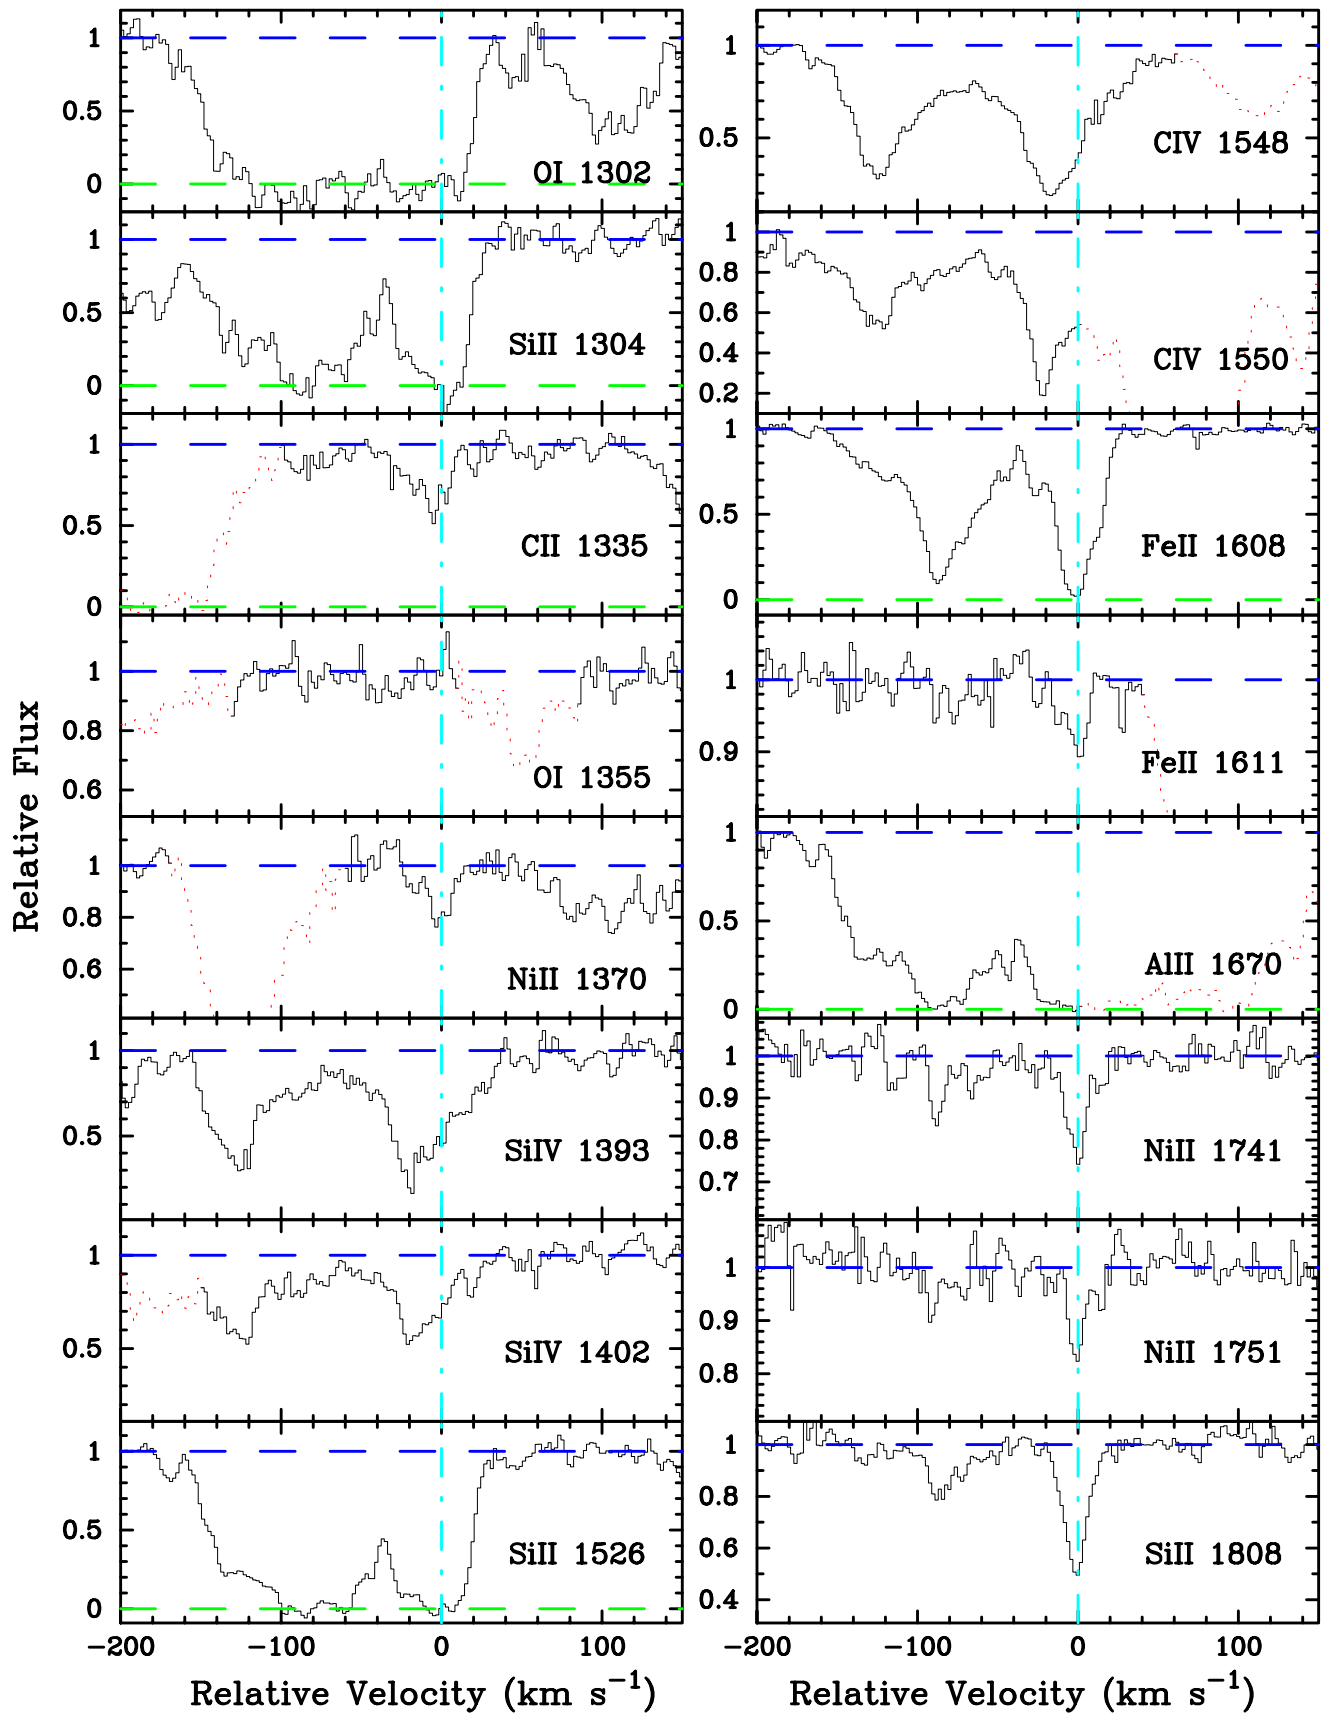 Relative Flux
1
0.5
0
OI 1302
1
0.5
0
SiII 1304
1
0.5
0
CII 1335
1
0.8
0.6
OI 1355
1
0.8
0.6
NiII 1370
1
0.5
SiIV 1393
1
0.5
SiIV 1402
1
0.5
0
SiII 1526
−200 −100 0 100
Relative Velocity (km s⁻¹)
1
0.5
CIV 1548
1
0.8
0.6
0.4
0.2
CIV 1550
1
0.5
0
FeII 1608
1
0.9
FeII 1611
1
0.5
0
AlII 1670
1
0.9
0.8
0.7
NiII 1741
1
0.9
0.8
NiII 1751
1
0.8
0.6
0.4
SiII 1808
−200 −100 0 100
Relative Velocity (km s⁻¹)